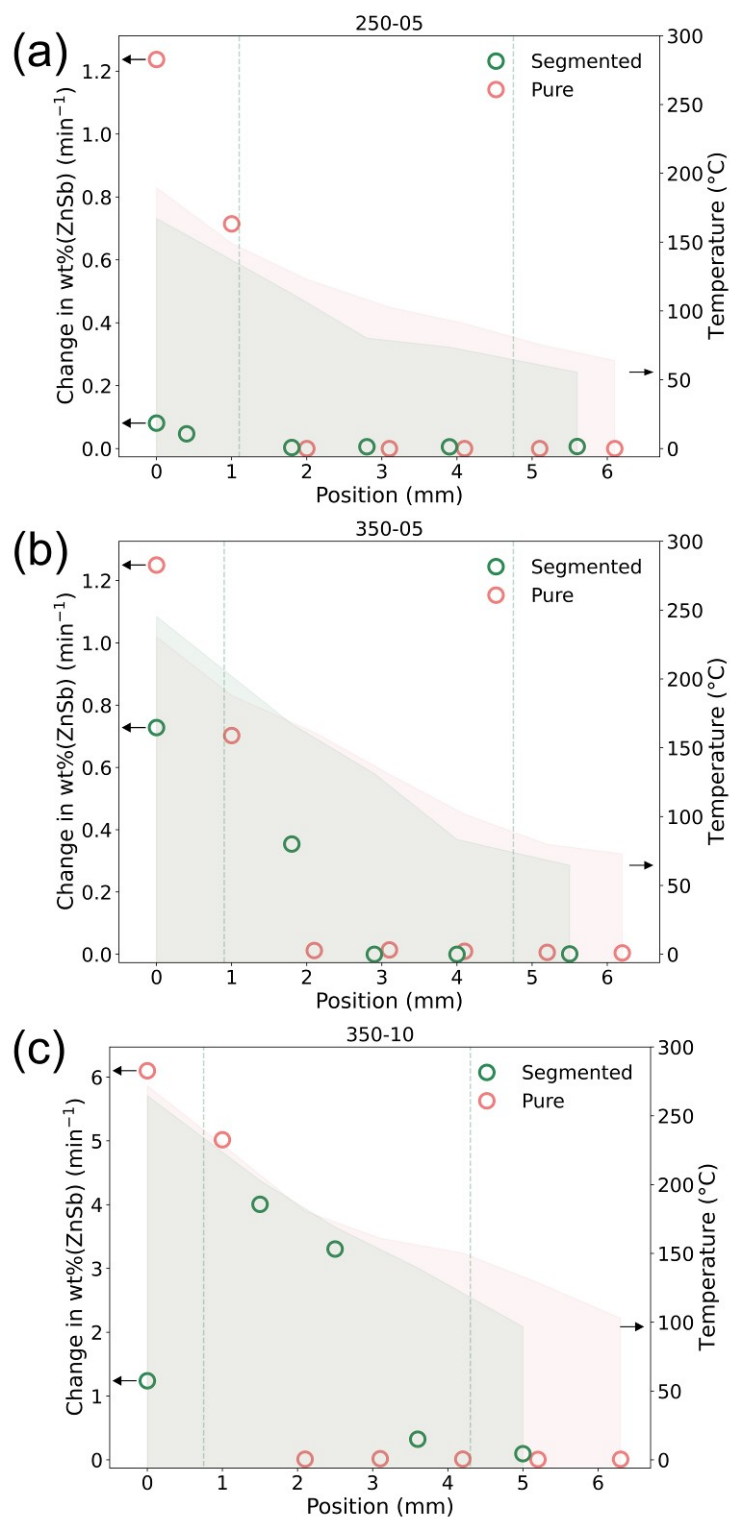 (a)
250-05
Segmented
Pure
Change in wt%(ZnSb) (min⁻¹)
1.2
1.0
0.8
0.6
0.4
0.2
0.0
Temperature (°C)
300
250
200
150
100
50
0
0 1 2 3 4 5 6
Position (mm)
(b)
350-05
Segmented
Pure
Change in wt%(ZnSb) (min⁻¹)
1.2
1.0
0.8
0.6
0.4
0.2
0.0
Temperature (°C)
300
250
200
150
100
50
0
0 1 2 3 4 5 6
Position (mm)
(c)
350-10
Segmented
Pure
Change in wt%(ZnSb) (min⁻¹)
6
5
4
3
2
1
0
Temperature (°C)
300
250
200
150
100
50
0
0 1 2 3 4 5 6
Position (mm)